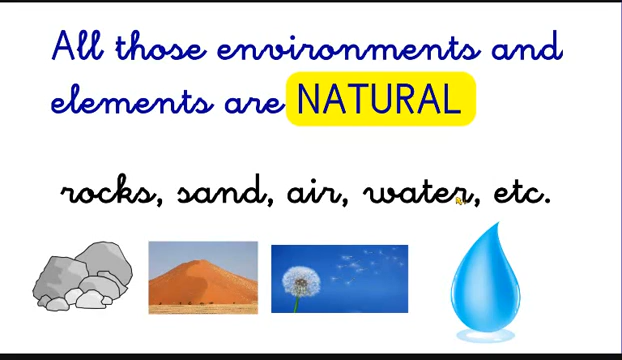 All those environments and
elements are NATURAL
rocks, sand, air, water, etc.